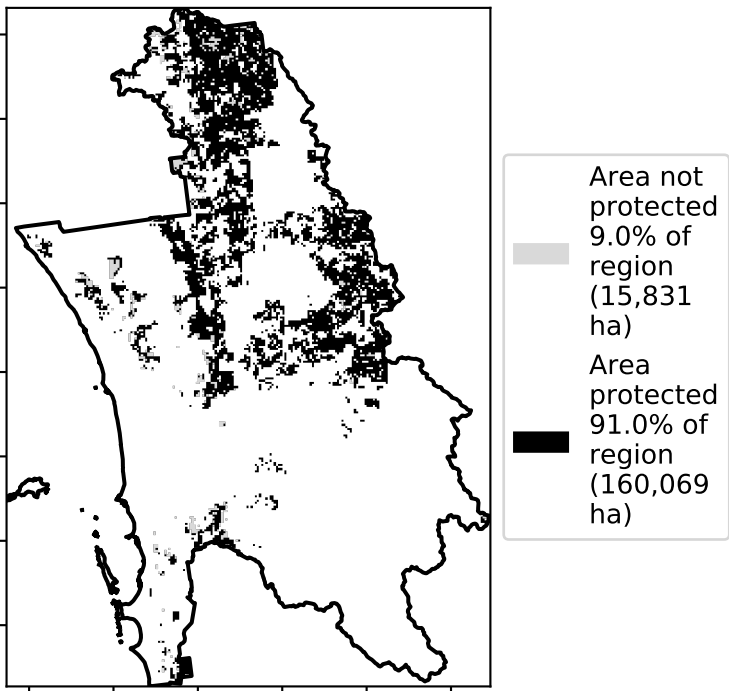 Area not
protected
9.0% of
region
(15,831
ha)
Area
protected
91.0% of
region
(160,069
ha)